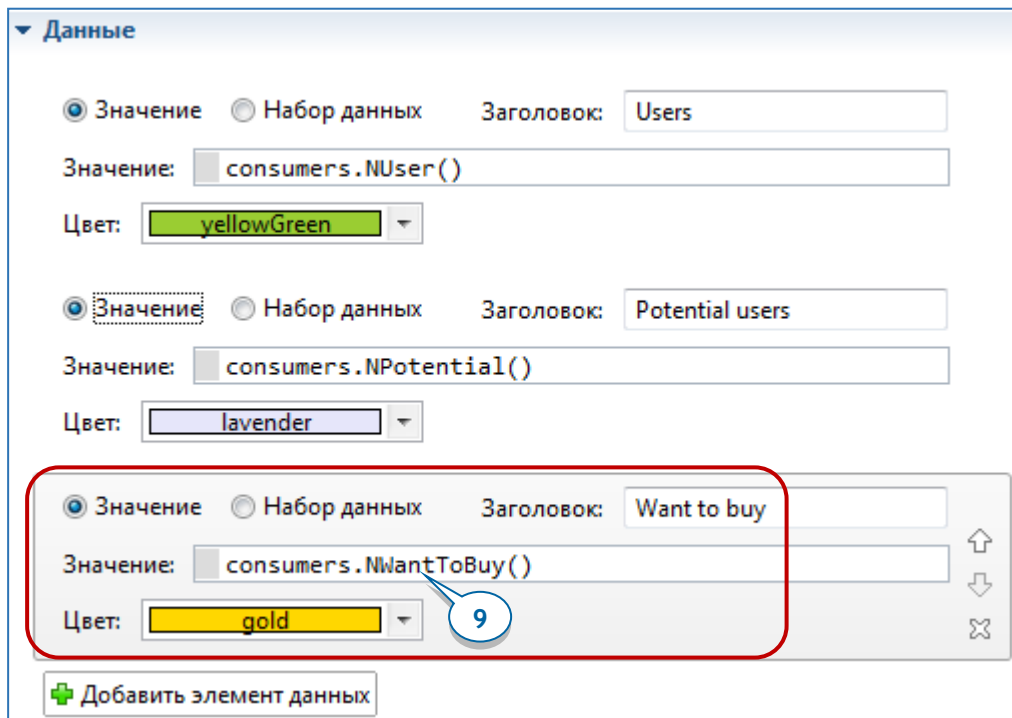 Данные
Значение Набор данных Заголовок: Users
Значение: consumers.NUser()
Цвет: yellowGreen
Значение Набор данных Заголовок: Potential users
Значение: consumers.NPotential()
Цвет: lavender
Значение Набор данных Заголовок: Want to buy
Значение: consumers.NWantToBuy()
Цвет: gold 9
Добавить элемент данных